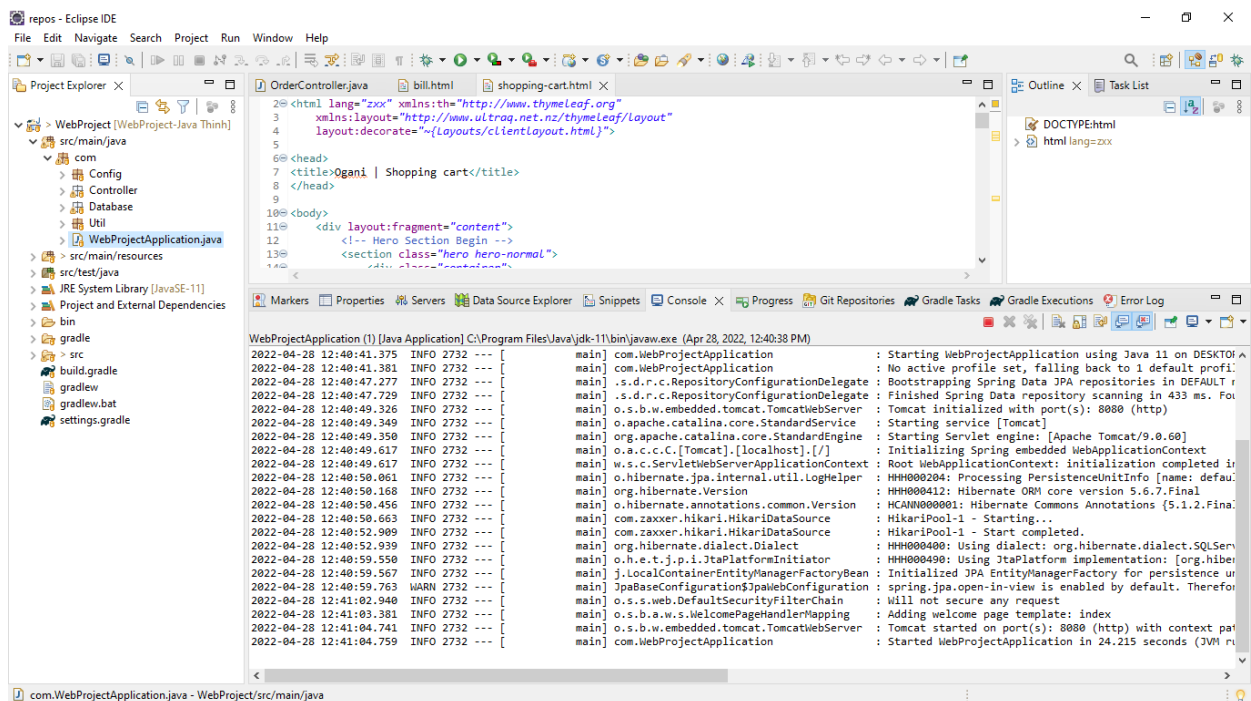 repos - Eclipse IDE
File Edit Navigate Search Project Run Window Help
Project Explorer
> WebProject [WebProject-Java Thinh]
src/main/java
com
Config
Controller
Database
Util
WebProjectApplication.java
> src/main/resources
src/test/java
JRE System Library [JavaSE-11]
Project and External Dependencies
bin
gradle
> src
build.gradle
gradlew
gradlew.bat
settings.gradle
OrderController.java bill.html shopping-cart.html
2 <html lang="zxx" xmlns:th="http://www.thymeleaf.org"
3 xmlns:layout="http://www.ultraq.net.nz/thymeleaf/layout"
4 layout:decorate="~{Layouts/clientlayout.html}">
5
6 <head>
7 <title>Ogani | Shopping cart</title>
8 </head>
9
10 <body>
11 <div layout:fragment="content">
12 <!-- Hero Section Begin -->
13 <section class="hero hero-normal">
14 <div class="container">
Outline Task List
DOCTYPE:html
html lang=zxx
Markers Properties Servers Data Source Explorer Snippets Console Progress Git Repositories Gradle Tasks Gradle Executions Error Log
WebProjectApplication (1) [Java Application] C:\Program Files\Java\jdk-11\bin\javaw.exe (Apr 28, 2022, 12:40:38 PM)
2022-04-28 12:40:41.375 INFO 2732 --- [ main] com.WebProjectApplication : Starting WebProjectApplication using Java 11 on DESKTO
2022-04-28 12:40:41.381 INFO 2732 --- [ main] com.WebProjectApplication : No active profile set, falling back to 1 default profi
2022-04-28 12:40:47.277 INFO 2732 --- [ main] .s.d.r.c.RepositoryConfigurationDelegate : Bootstrapping Spring Data JPA repositories in DEFAULT
2022-04-28 12:40:47.729 INFO 2732 --- [ main] .s.d.r.c.RepositoryConfigurationDelegate : Finished Spring Data repository scanning in 433 ms. Fou
2022-04-28 12:40:49.326 INFO 2732 --- [ main] o.s.b.w.embedded.tomcat.TomcatWebServer : Tomcat initialized with port(s): 8080 (http)
2022-04-28 12:40:49.349 INFO 2732 --- [ main] o.apache.catalina.core.StandardService : Starting service [Tomcat]
2022-04-28 12:40:49.350 INFO 2732 --- [ main] org.apache.catalina.core.StandardEngine : Starting Servlet engine: [Apache Tomcat/9.0.60]
2022-04-28 12:40:49.617 INFO 2732 --- [ main] o.a.c.c.C.[Tomcat].[localhost].[/] : Initializing Spring embedded WebApplicationContext
2022-04-28 12:40:49.617 INFO 2732 --- [ main] w.s.c.ServletWebServerApplicationContext : Root WebApplicationContext: initialization completed in
2022-04-28 12:40:50.061 INFO 2732 --- [ main] o.hibernate.jpa.internal.util.LogHelper : HHH000204: Processing PersistenceUnitInfo [name: defau
2022-04-28 12:40:50.168 INFO 2732 --- [ main] org.hibernate.Version : HHH000412: Hibernate ORM core version 5.6.7.Final
2022-04-28 12:40:50.456 INFO 2732 --- [ main] o.hibernate.annotations.common.Version : HCANN000001: Hibernate Commons Annotations {5.1.2.Fina
2022-04-28 12:40:50.663 INFO 2732 --- [ main] com.zaxxer.hikari.HikariDataSource : HikariPool-1 - Starting...
2022-04-28 12:40:52.909 INFO 2732 --- [ main] com.zaxxer.hikari.HikariDataSource : HikariPool-1 - Start completed.
2022-04-28 12:40:52.939 INFO 2732 --- [ main] org.hibernate.dialect.Dialect : HHH000400: Using dialect: org.hibernate.dialect.SQLServ
2022-04-28 12:40:59.550 INFO 2732 --- [ main] o.h.e.t.j.p.i.JtaPlatformInitiator : HHH000490: Using JtaPlatform implementation: [org.hiber
2022-04-28 12:40:59.567 INFO 2732 --- [ main] j.LocalContainerEntityManagerFactoryBean : Initialized JPA EntityManagerFactory for persistence un
2022-04-28 12:40:59.763 WARN 2732 --- [ main] JpaBaseConfiguration$JpaWebConfiguration : spring.jpa.open-in-view is enabled by default. Therefor
2022-04-28 12:41:02.940 INFO 2732 --- [ main] o.s.s.web.DefaultSecurityFilterChain : Will not secure any request
2022-04-28 12:41:03.381 INFO 2732 --- [ main] o.s.b.a.w.s.WelcomePageHandlerMapping : Adding welcome page template: index
2022-04-28 12:41:04.741 INFO 2732 --- [ main] o.s.b.w.embedded.tomcat.TomcatWebServer : Tomcat started on port(s): 8080 (http) with context pat
2022-04-28 12:41:04.759 INFO 2732 --- [ main] com.WebProjectApplication : Started WebProjectApplication in 24.215 seconds (JVM ru
com.WebProjectApplication.java - WebProject/src/main/java